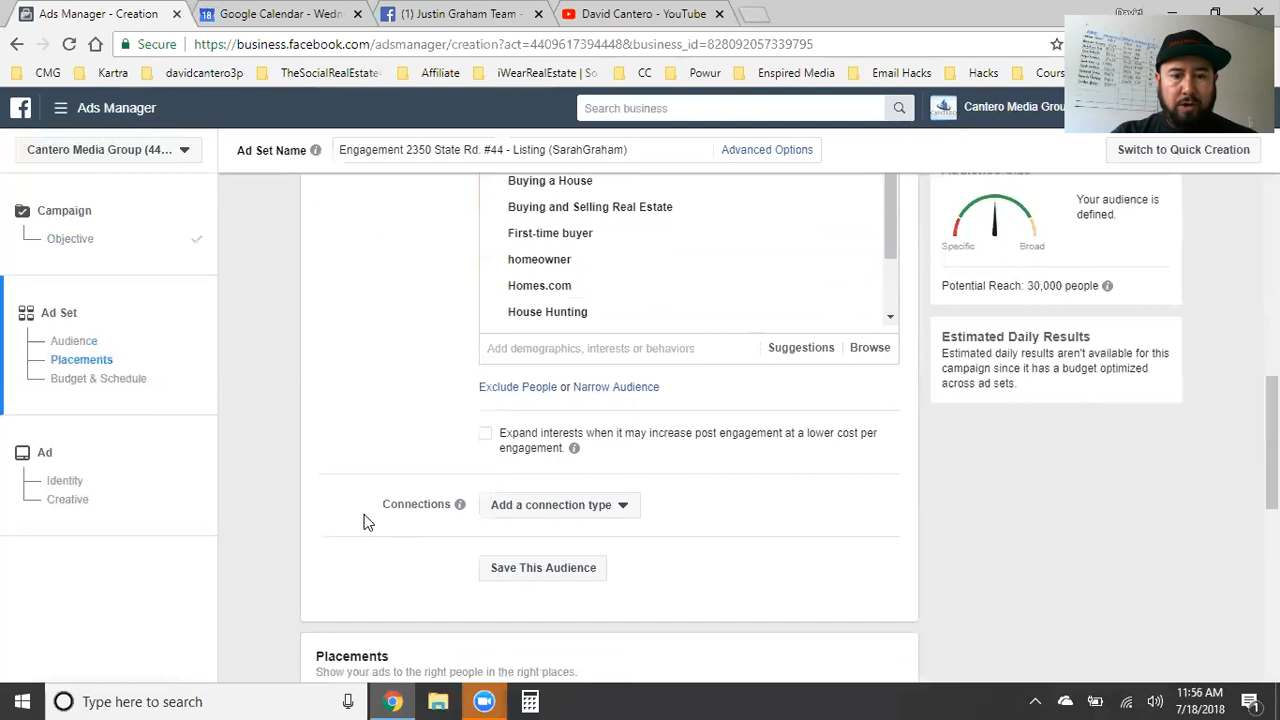 Ads Manager - Creation
Google Calendar - Wedn
(1) Justin Graham Team -
David Cantero - YouTube
Secure
https://business.facebook.com/adsmanager/creation?act=4409617394448&business_id=828092057339795
CMG
Kartra
davidcantero3p
TheSocialRealEstate
iWearRealEstate |
Enspired Media
Email Hacks
Hacks
Cours
Ads Manager
Search business
Cantero Media Grou
Cantero Media Group (44...
Ad Set Name
Engagement 2350 State Rd. #44 - Listing (SarahGraham)
Advanced Options
Switch to Quick Creation
Campaign
Objective
Ad Set
Audience
Placements
Budget & Schedule
Ad
Identity
Creative
Buying a House
Buying and Selling Real Estate
First-time buyer
homeowner
Homes.com
House Hunting
Add demographics, interests or behaviors
Suggestions
Browse
Exclude People or Narrow Audience
Expand interests when it may increase post engagement at a lower cost per
engagement.
Connections
Add a connection type
Save This Audience
Placements
Show your ads to the right people in the right places.
Your audience is
defined.
Specific
Broad
Potential Reach: 30,000 people
Estimated Daily Results
Estimated daily results aren't available for this
campaign since it has a budget optimized
across ad sets.
Type here to search
11:56 AM
7/18/2018